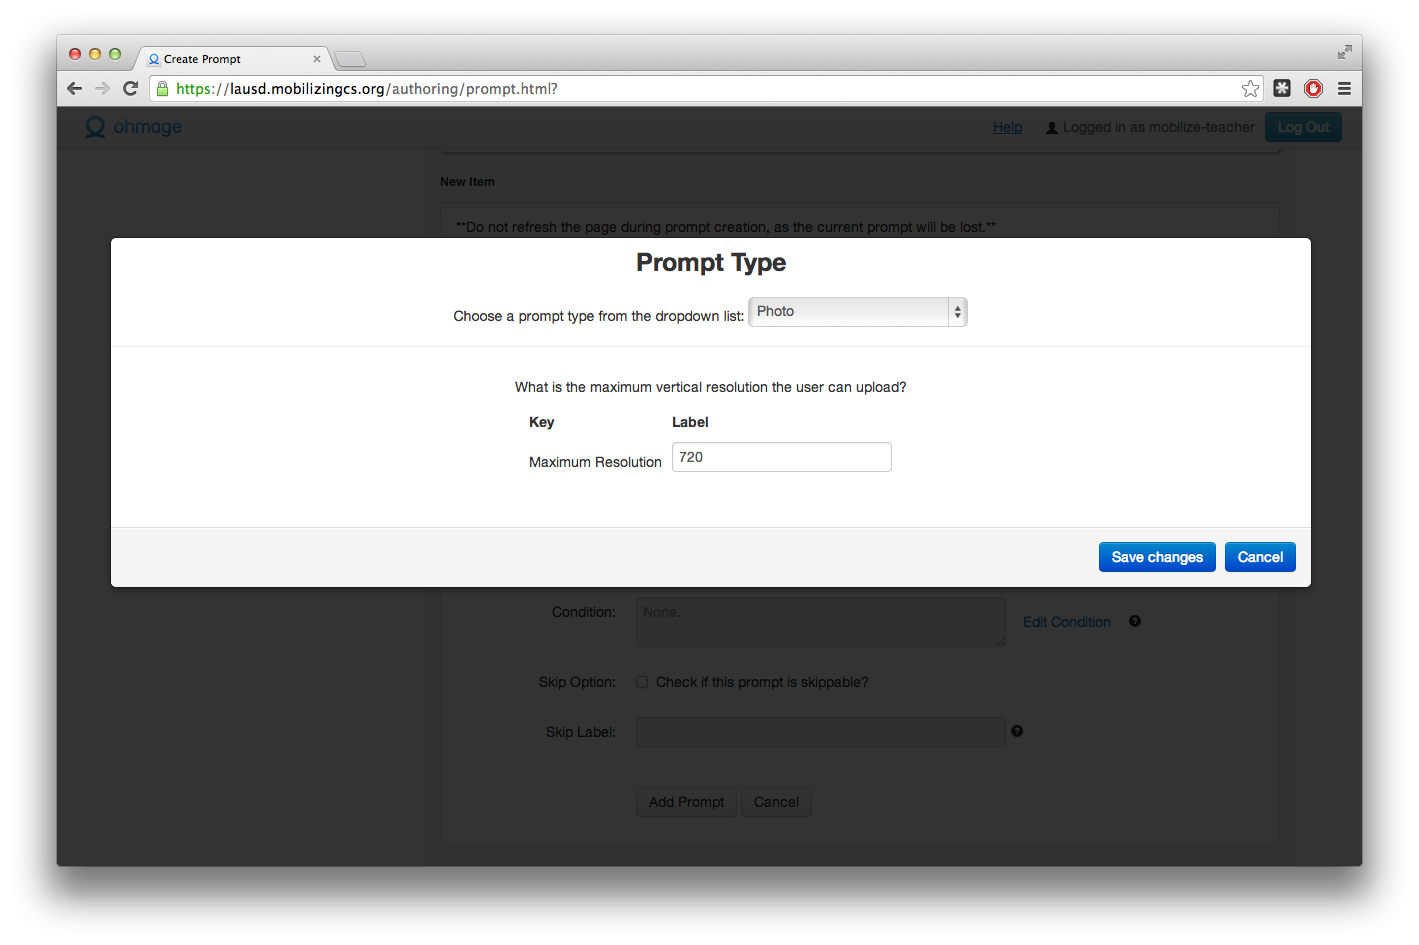 Create Prompt
https://lausd.mobilizingcs.org/authoring/prompt.html?
ohmage
Help
Logged in as mobilize-teacher
Log Out
New Item
**Do not refresh the page during prompt creation, as the current prompt will be lost.**
Prompt Type
Choose a prompt type from the dropdown list: Photo
What is the maximum vertical resolution the user can upload?
Key Label
Maximum Resolution 720
Save changes Cancel
Condition: None. Edit Condition ?
Skip Option: Check if this prompt is skippable?
Skip Label: ?
Add Prompt Cancel